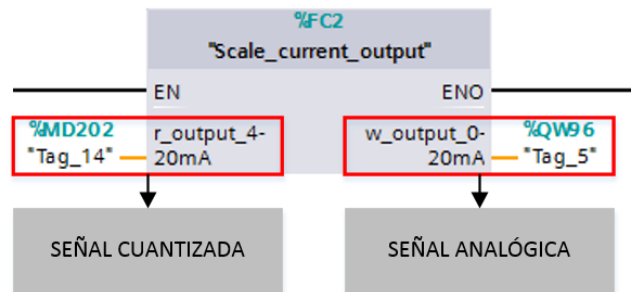 %FC2
"Scale_current_output"
EN ENO
%MD202 r_output_4- w_output_0- %QW96
"Tag_14" 20mA 20mA "Tag_5"
SEÑAL CUANTIZADA SEÑAL ANALÓGICA